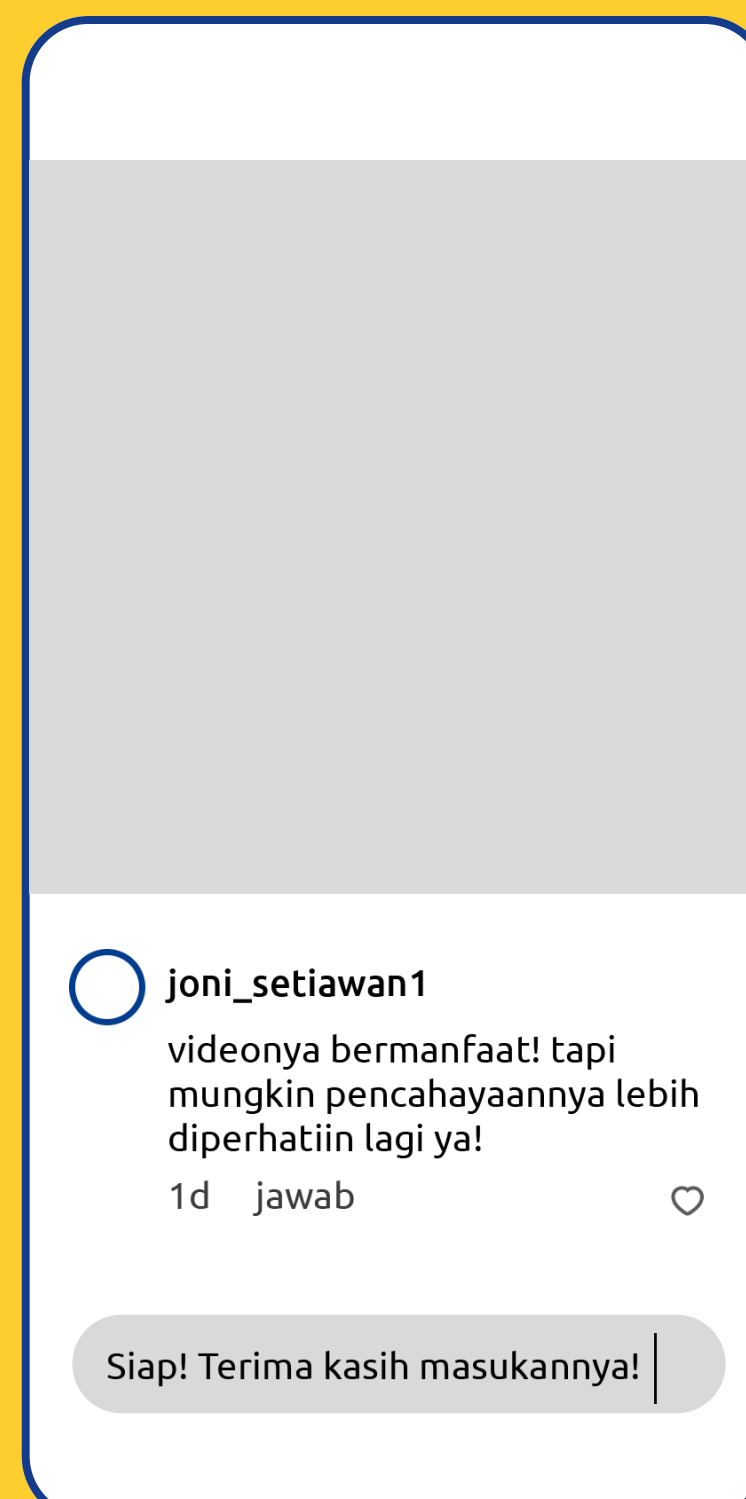 joni_setiawan1
videonya bermanfaat! tapi
mungkin pencahayaannya lebih
diperhatiin lagi ya!
1d jawab
Siap! Terima kasih masukannya!